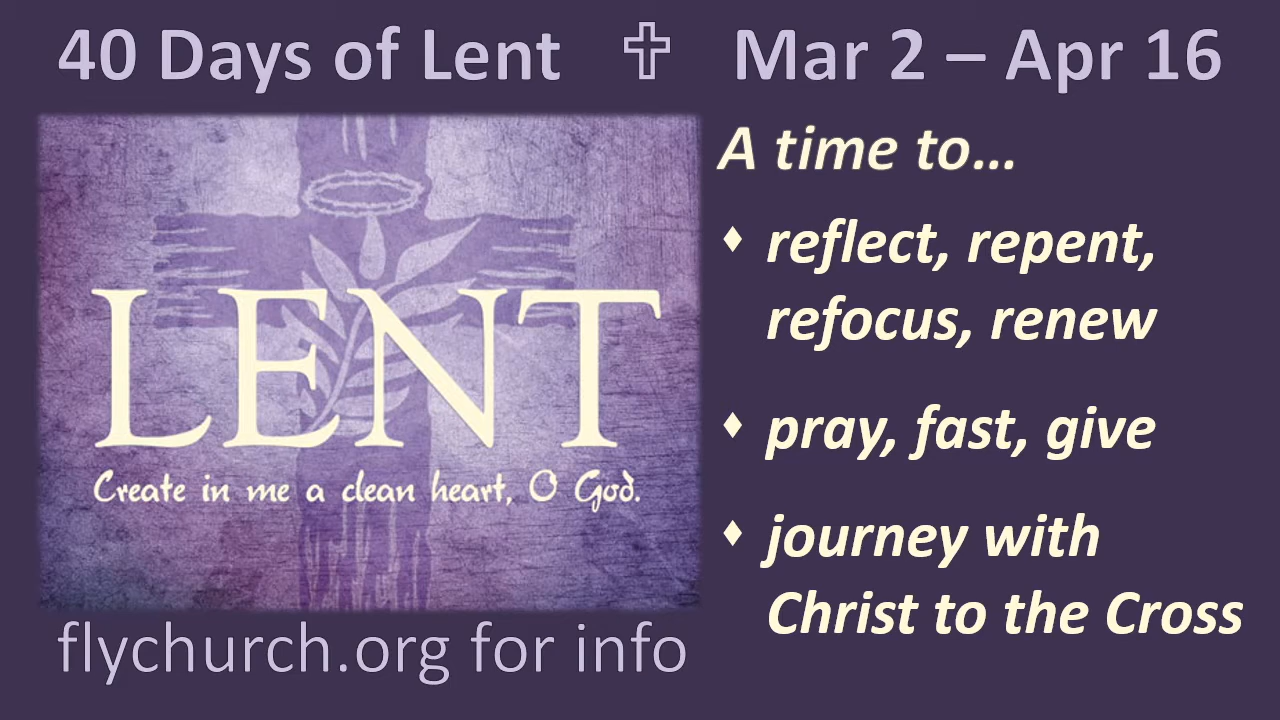 40 Days of Lent ✞ Mar 2 – Apr 16
LENT
Create in me a clean heart, O God.
flychurch.org for info
A time to...
♦ reflect, repent,
refocus, renew
♦ pray, fast, give
♦ journey with
Christ to the Cross